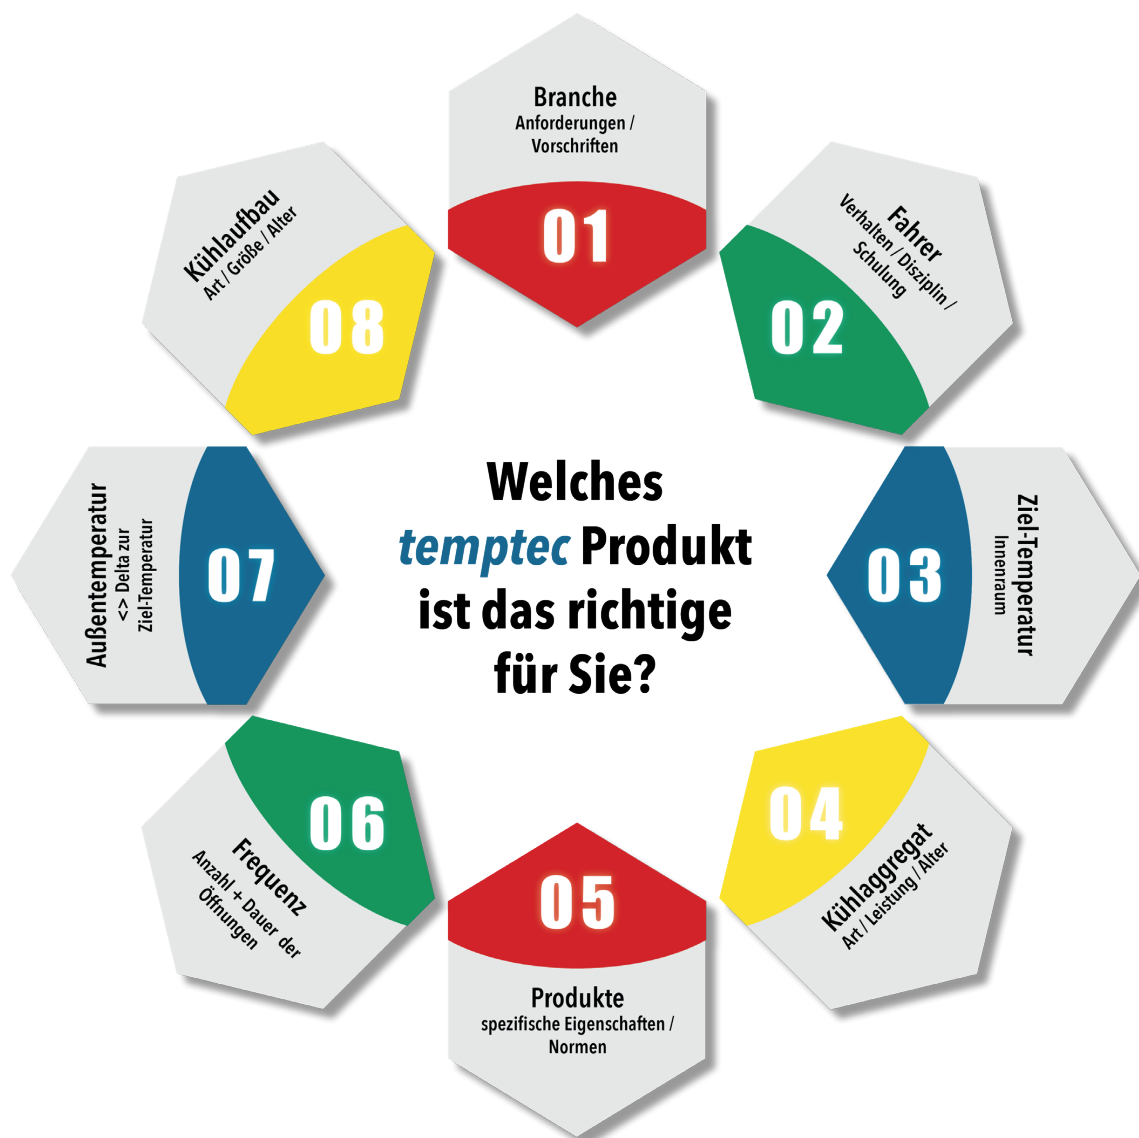 Welches
temptec Produkt
ist das richtige
für Sie?
Branche
Anforderungen /
Vorschriften
01
Fahrer
Verhalten / Disziplin /
Schulung
02
Ziel-Temperatur
Innenraum
03
Kühlaggregat
Art / Leistung / Alter
04
05
Produkte
spezifische Eigenschaften /
Normen
06
Frequenz
Anzahl + Dauer der
Öffnungen
07
Außentemperatur
<> Delta zur
Ziel-Temperatur
08
Kühlaufbau
Art / Größe / Alter